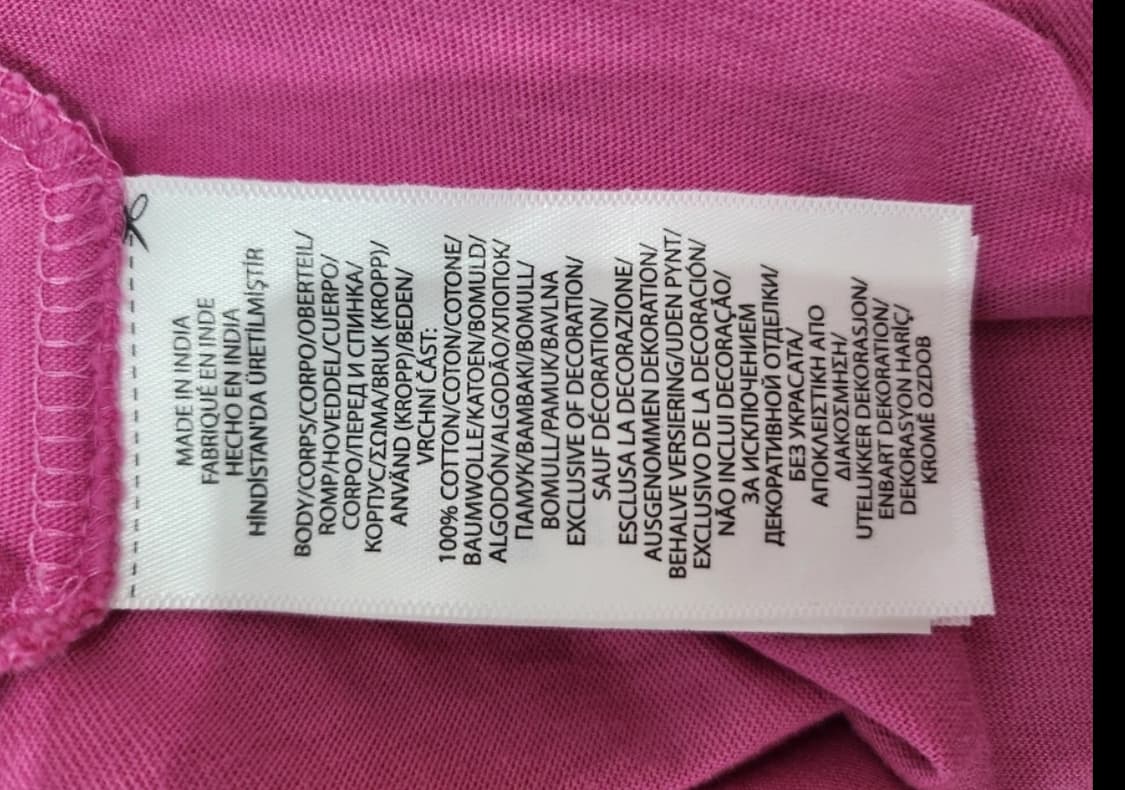 MADE IN INDIA
FABRIQUÉ EN INDE
HECHO EN INDIA
HİNDİSTAN'DA ÜRETİLMİŞTİR
BODY/CORPS/CORPO/OBERTEIL/
ROMP/HOVEDDEL/CUERPO/
CORPO/ПЕРЕД И СПИНКА/
КОРПУС/ΣΩΜΑ/BRUK (KROPP)/
ANVÄND (KROPP)/BEDEN/
VRCHNÍ ČÁST:
100% COTTON/COTON/COTONE/
BAUMWOLLE/KATOEN/BOMULD/
ALGODÓN/ALGODÃO/ХЛОПОК/
ПАМУК/ΒΑΜΒΑΚΙ/BOMULL/
BOMULL/PAMUK/BAVLNA
EXCLUSIVE OF DECORATION/
SAUF DÉCORATION/
ESCLUSA LA DECORAZIONE/
AUSGENOMMEN DEKORATION/
BEHALVE VERSIERING/UDEN PYNT/
EXCLUSIVO DE LA DECORACIÓN/
NÃO INCLUI DECORAÇÃO/
ЗА ИСКЛЮЧЕНИЕМ
ДЕКОРАТИВНОЙ ОТДЕЛКИ/
БЕЗ УКРАСАТА/
ΑΠΟΚΛΕΙΣΤΙΚΗ ΑΠΟ
ΔΙΑΚΟΣΜΗΣΗ/
UTELUKKER DEKORASJON/
ENBART DEKORATION/
DEKORASYON HARİÇ/
KROMĚ OZDOB